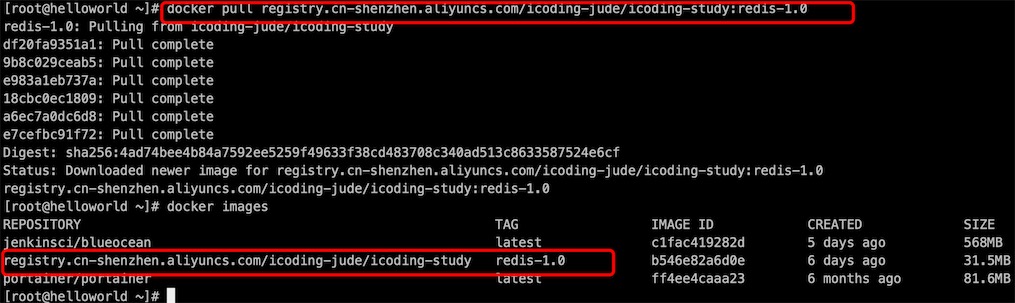 [root@helloworld ~]# docker pull registry.cn-shenzhen.aliyuncs.com/icoding-jude/icoding-study:redis-1.0
redis-1.0: Pulling from icoding-jude/icoding-study
df20fa9351a1: Pull complete
9b8c029ceab5: Pull complete
e983a1eb737a: Pull complete
18cbc0ec1809: Pull complete
a6ec7a0dc6d8: Pull complete
e7cefbc91f72: Pull complete
Digest: sha256:4ad74bee4b84a7592ee5259f49633f38cd483708c340ad513c8633587524e6cf
Status: Downloaded newer image for registry.cn-shenzhen.aliyuncs.com/icoding-jude/icoding-study:redis-1.0
registry.cn-shenzhen.aliyuncs.com/icoding-jude/icoding-study:redis-1.0
[root@helloworld ~]# docker images
REPOSITORY TAG IMAGE ID CREATED SIZE
jenkinsci/blueocean latest c1fac419282d 5 days ago 568MB
registry.cn-shenzhen.aliyuncs.com/icoding-jude/icoding-study redis-1.0 b546e82a6d0e 6 days ago 31.5MB
portainer/portainer latest ff4ee4caaa23 6 months ago 81.6MB
[root@helloworld ~]#